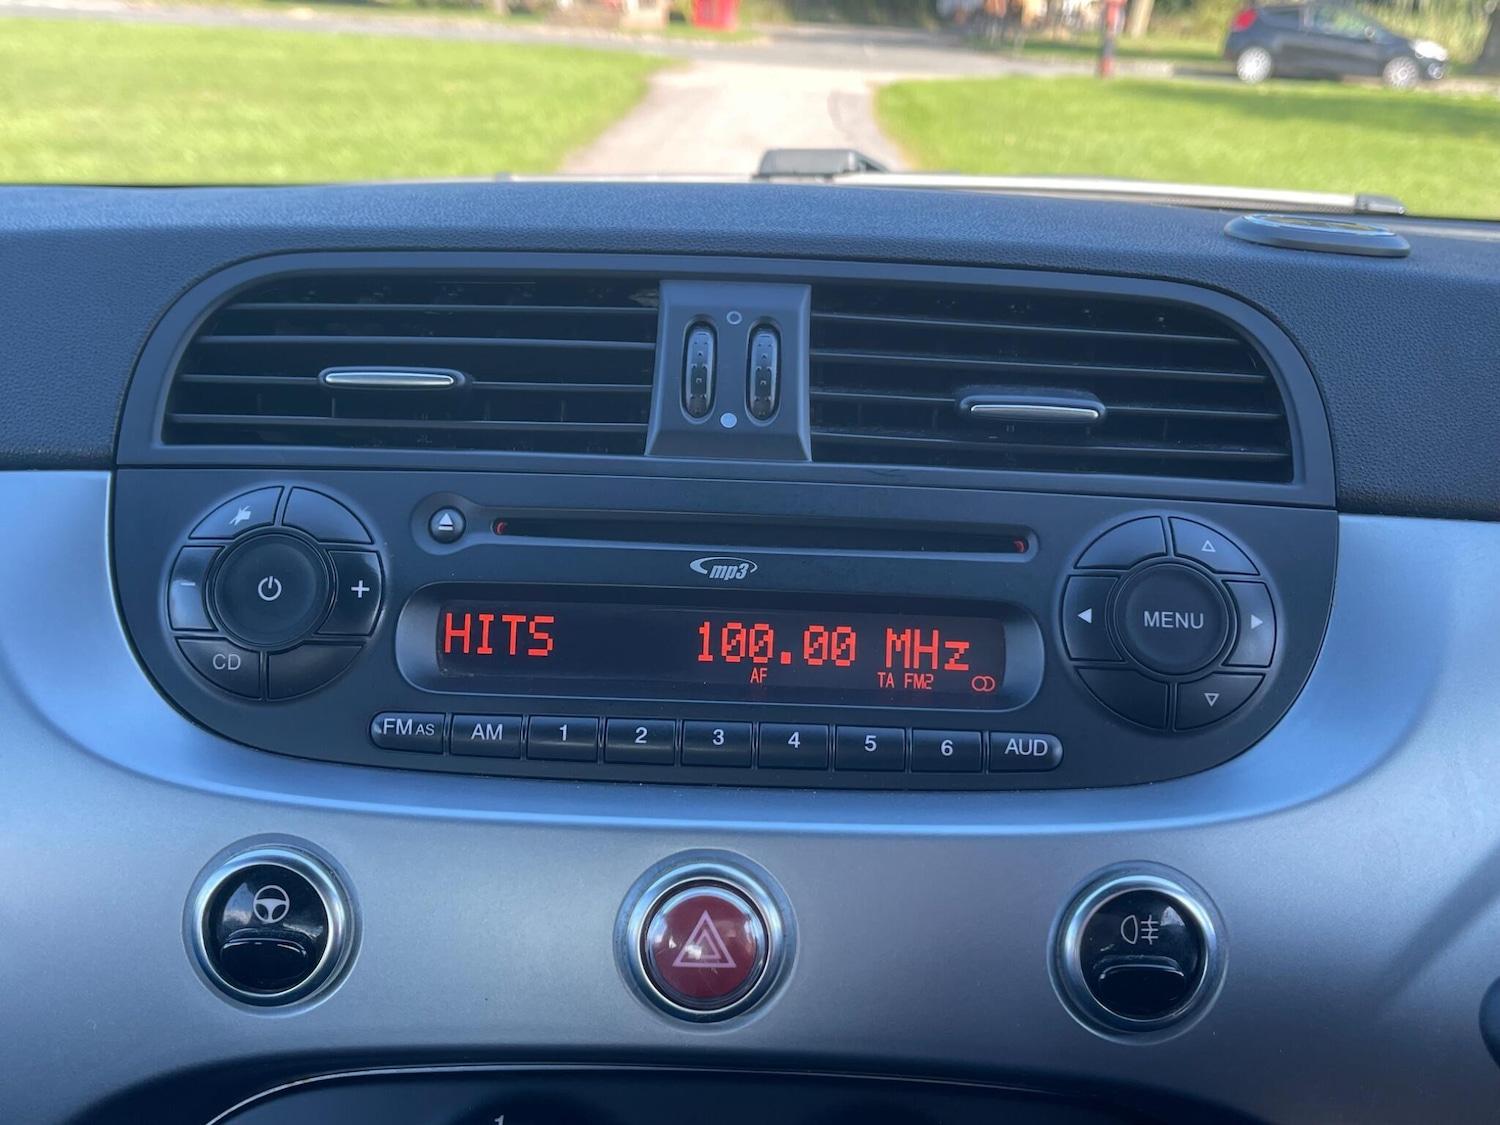 mp3
HITS 100.00 MHz
AF TA FM2
− +
CD
MENU
FM AS AM 1 2 3 4 5 6 AUD
1